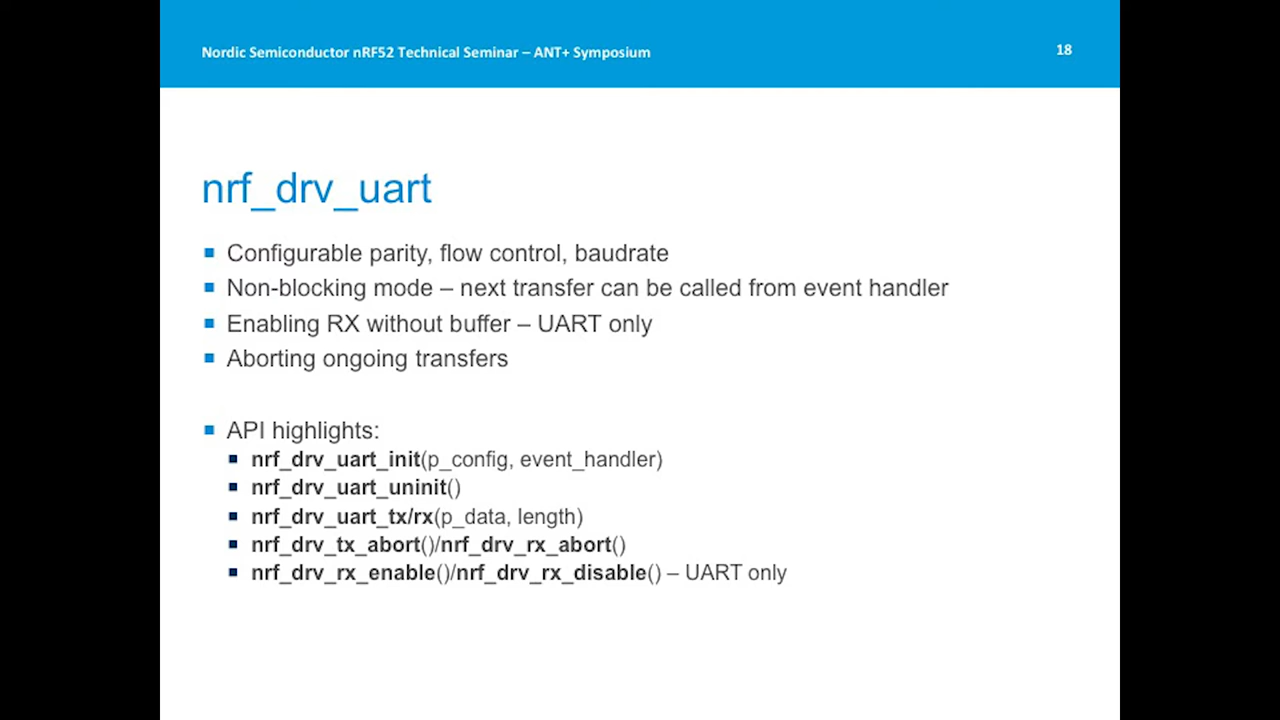 Nordic Semiconductor nRF52 Technical Seminar – ANT+ Symposium
18
nrf_drv_uart
Configurable parity, flow control, baudrate
Non-blocking mode – next transfer can be called from event handler
Enabling RX without buffer – UART only
Aborting ongoing transfers
API highlights:
nrf_drv_uart_init(p_config, event_handler)
nrf_drv_uart_uninit()
nrf_drv_uart_tx/rx(p_data, length)
nrf_drv_tx_abort()/nrf_drv_rx_abort()
nrf_drv_rx_enable()/nrf_drv_rx_disable() – UART only